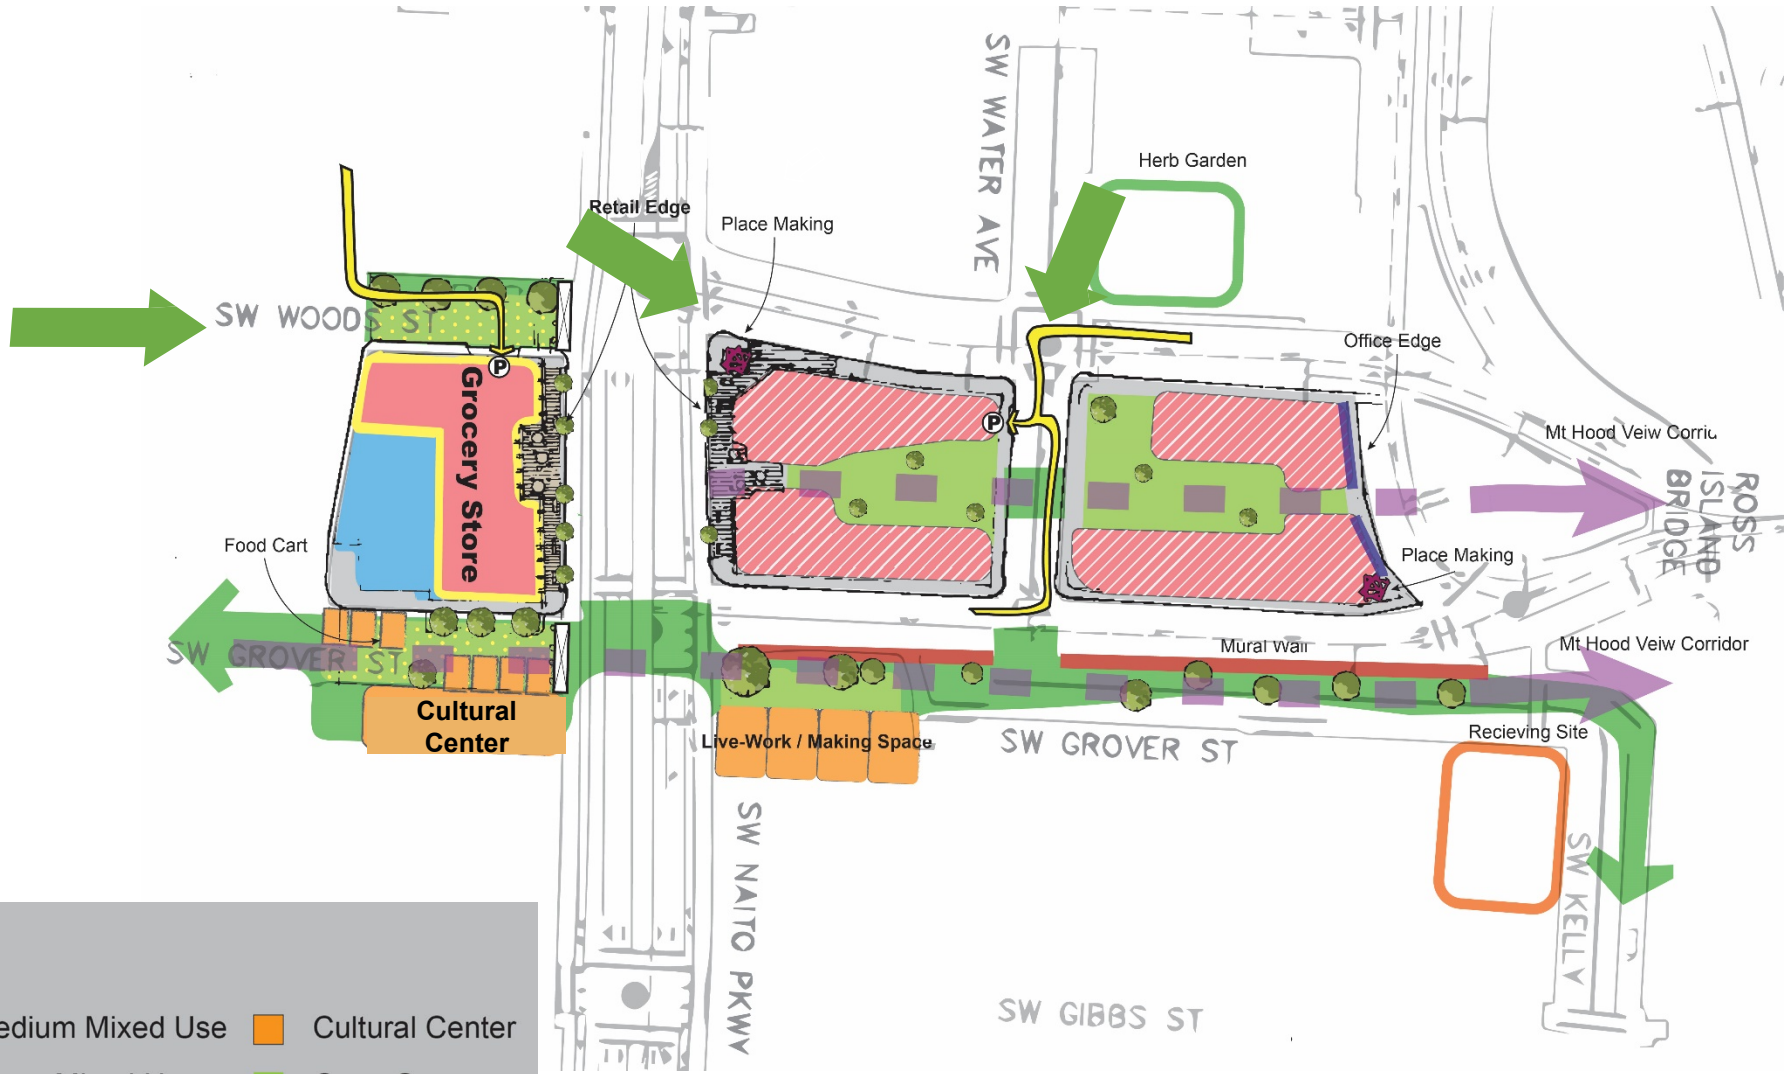 SW WATER AVE
Herb Garden
Retail Edge
Place Making
SW WOODS ST
Office Edge
P
P
Grocery Store
Mt Hood Veiw Corric
ROSS
ISLAND
BRIDGE
Food Cart
Place Making
SW GROVER ST
Mural Wall
Mt Hood Veiw Corridor
Cultural
Center
Live-Work / Making Space
SW GROVER ST
Recieving Site
SW NAITO PKWY
SW KELLY
SW GIBBS ST
edium Mixed Use
Cultural Center